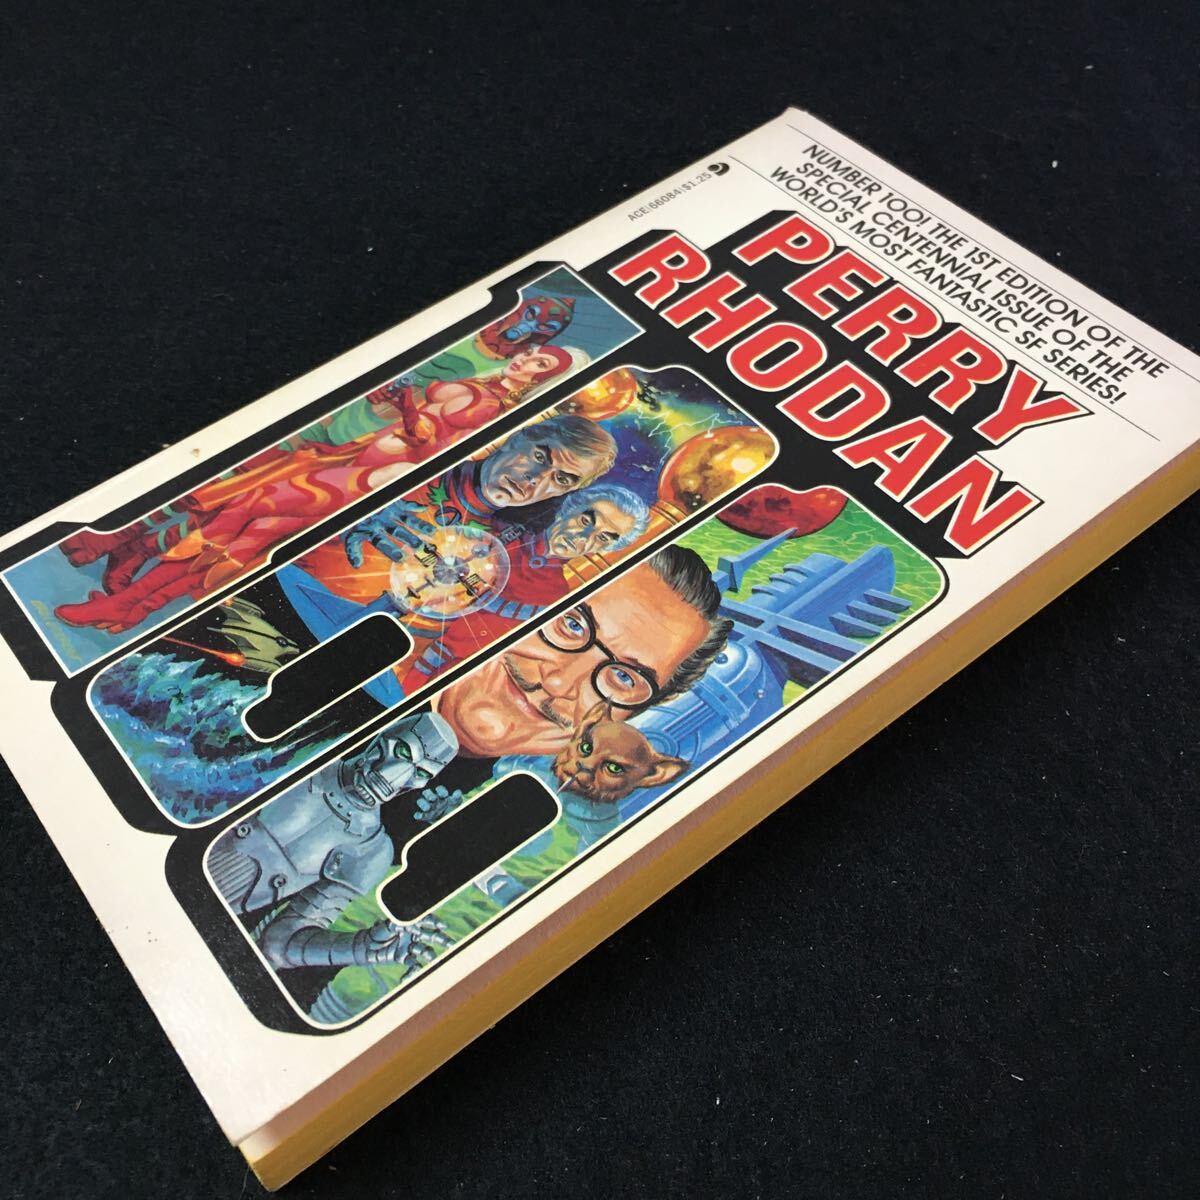 NUMBER 100! THE 1ST EDITION OF THE
SPECIAL CENTENNIAL ISSUE OF THE
WORLD'S MOST FANTASTIC SF SERIES!
ACE|66084|$1.25
PERRY
RHODAN
100